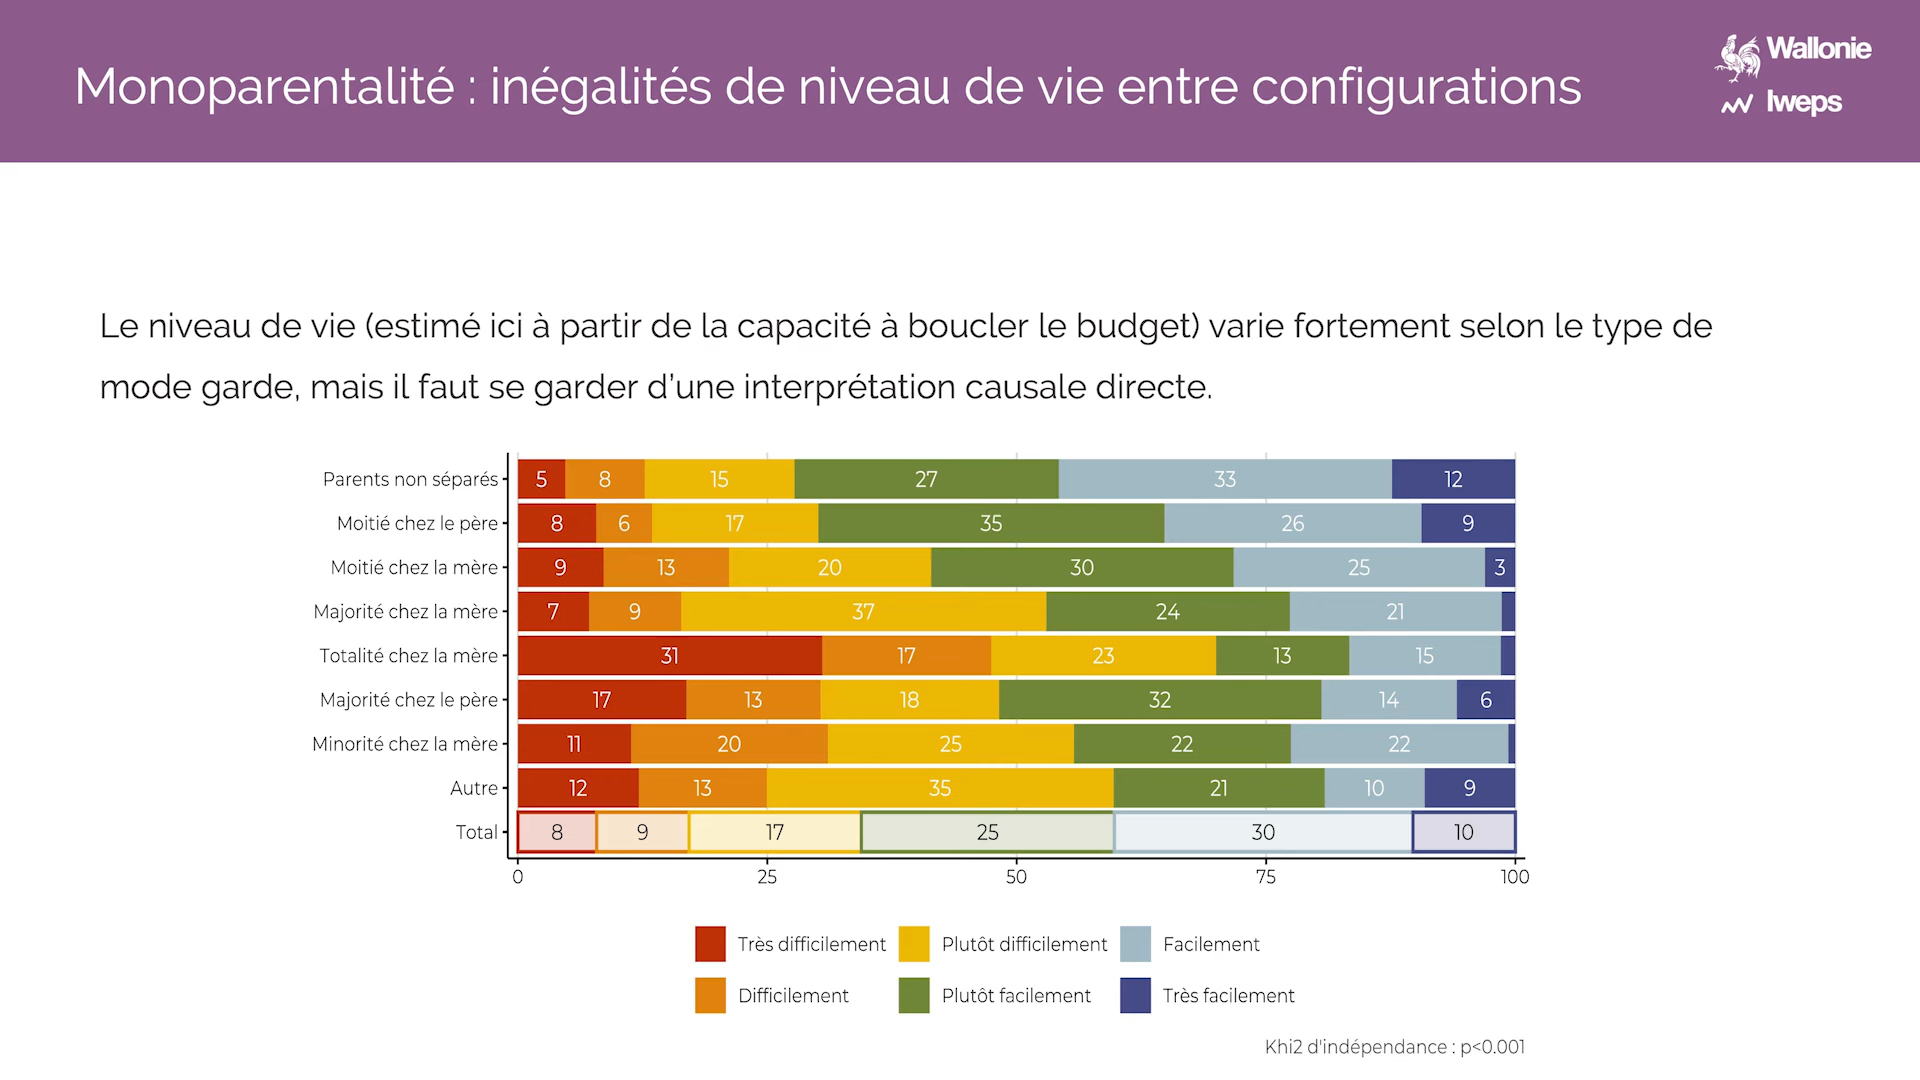 Monoparentalité : inégalités de niveau de vie entre configurations
Wallonie
Iweps
Le niveau de vie (estimé ici à partir de la capacité à boucler le budget) varie fortement selon le type de
mode garde, mais il faut se garder d'une interprétation causale directe.
Parents non séparés 5 8 15 27 33 12
Moitié chez le père 8 6 17 35 26 9
Moitié chez la mère 9 13 20 30 25 3
Majorité chez la mère 7 9 37 24 21
Totalité chez la mère 31 17 23 13 15
Majorité chez le père 17 13 18 32 14 6
Minorité chez la mère 11 20 25 22 22
Autre 12 13 35 21 10 9
Total 8 9 17 25 30 10
0 25 50 75 100
Très difficilement Plutôt difficilement Facilement
Difficilement Plutôt facilement Très facilement
Khi2 d'indépendance : p<0.001